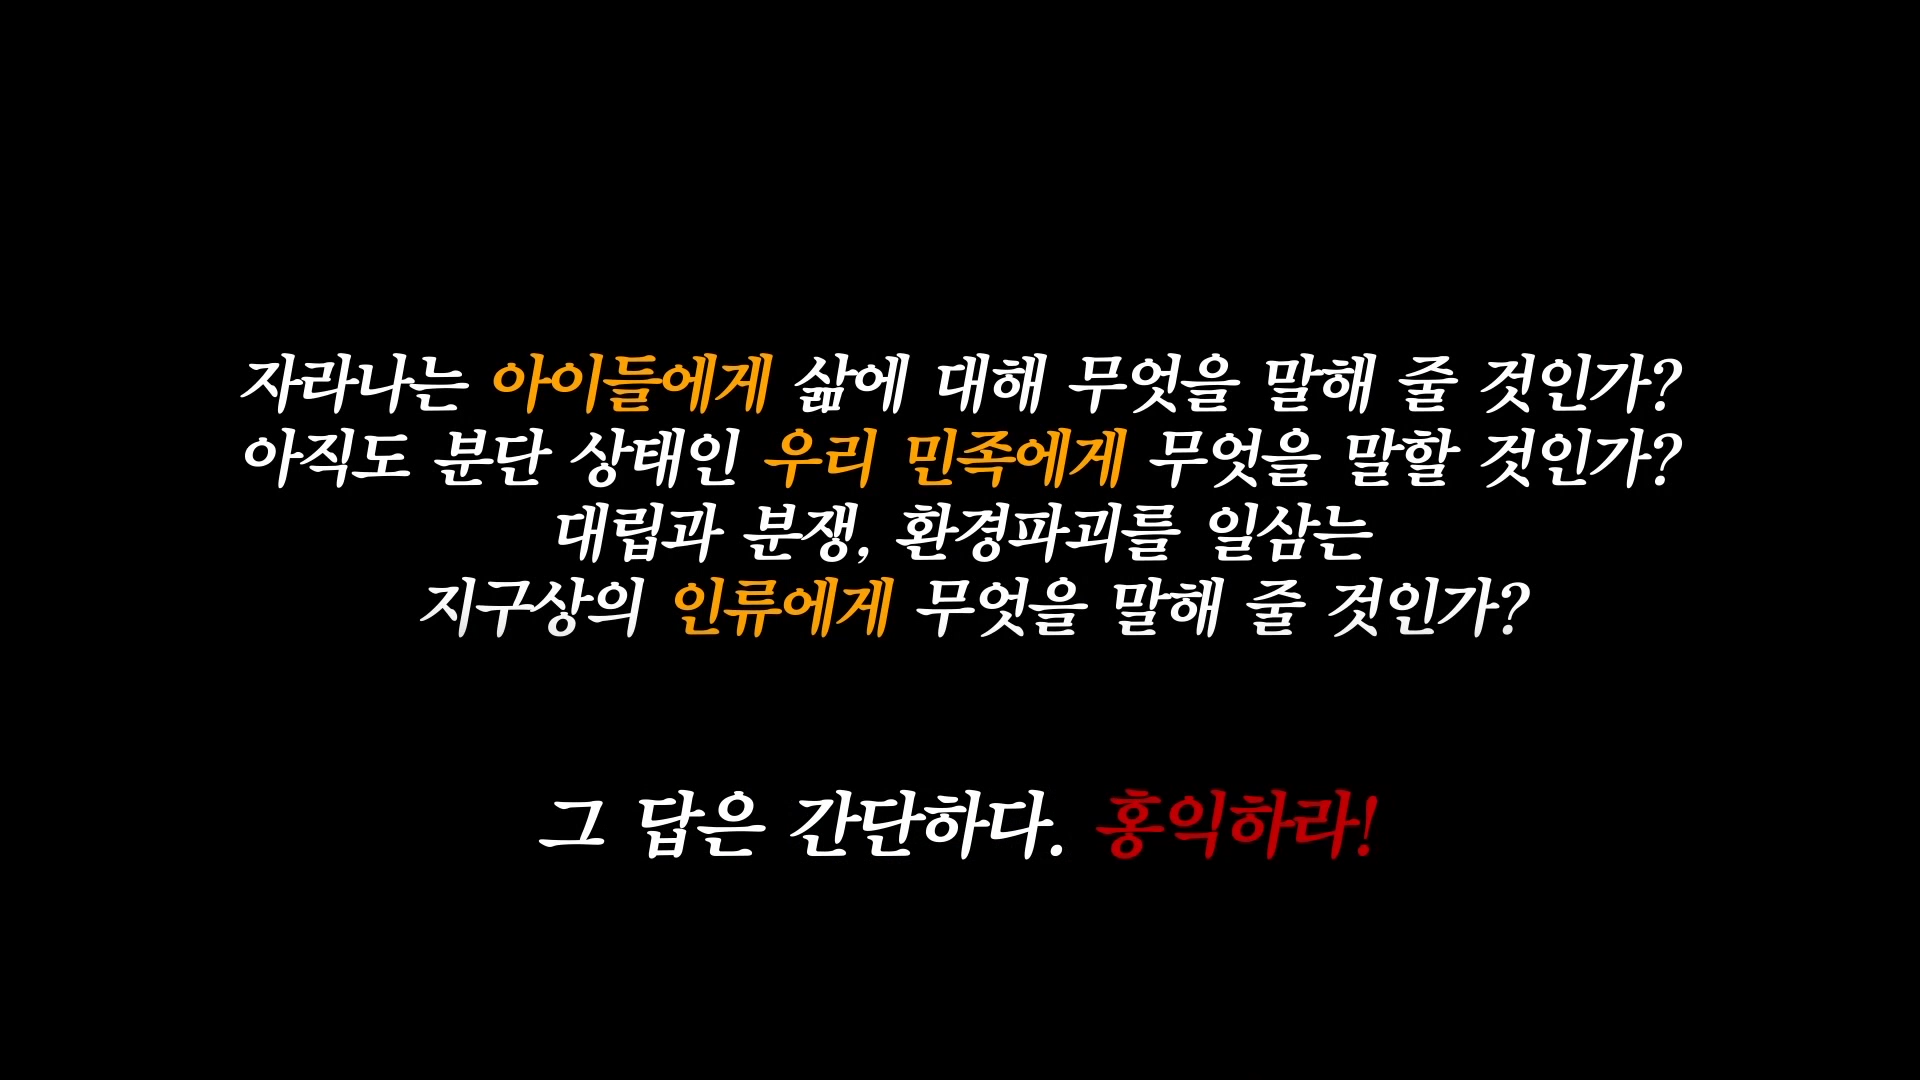 자라나는 아이들에게 삶에 대해 무엇을 말해 줄 것인가?
아직도 분단 상태인 우리 민족에게 무엇을 말할 것인가?
대립과 분쟁, 환경파괴를 일삼는
지구상의 인류에게 무엇을 말해 줄 것인가?
그 답은 간단하다. 홍익하라!